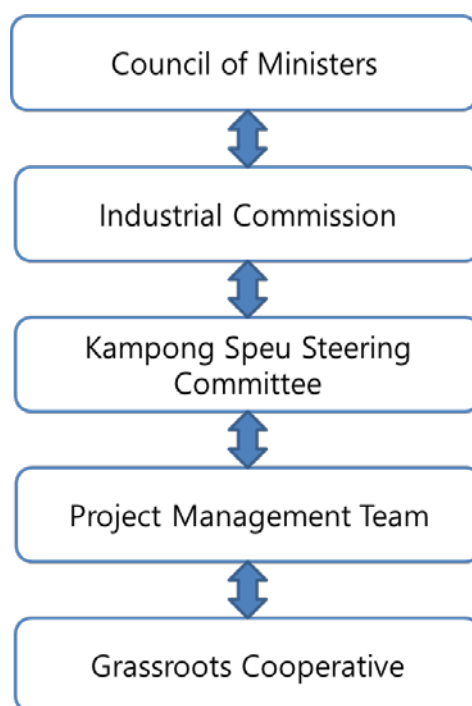 Council of Ministers
Industrial Commission
Kampong Speu Steering
Committee
Project Management Team
Grassroots Cooperative